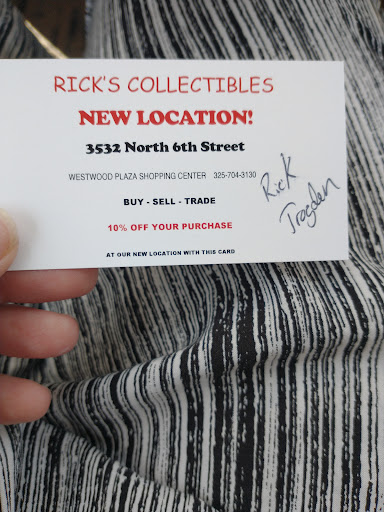 RICK'S COLLECTIBLES
NEW LOCATION!
3532 North 6th Street
WESTWOOD PLAZA SHOPPING CENTER 325-704-3130
BUY - SELL - TRADE
10% OFF YOUR PURCHASE
AT OUR NEW LOCATION WITH THIS CARD
Rick
Trogdan